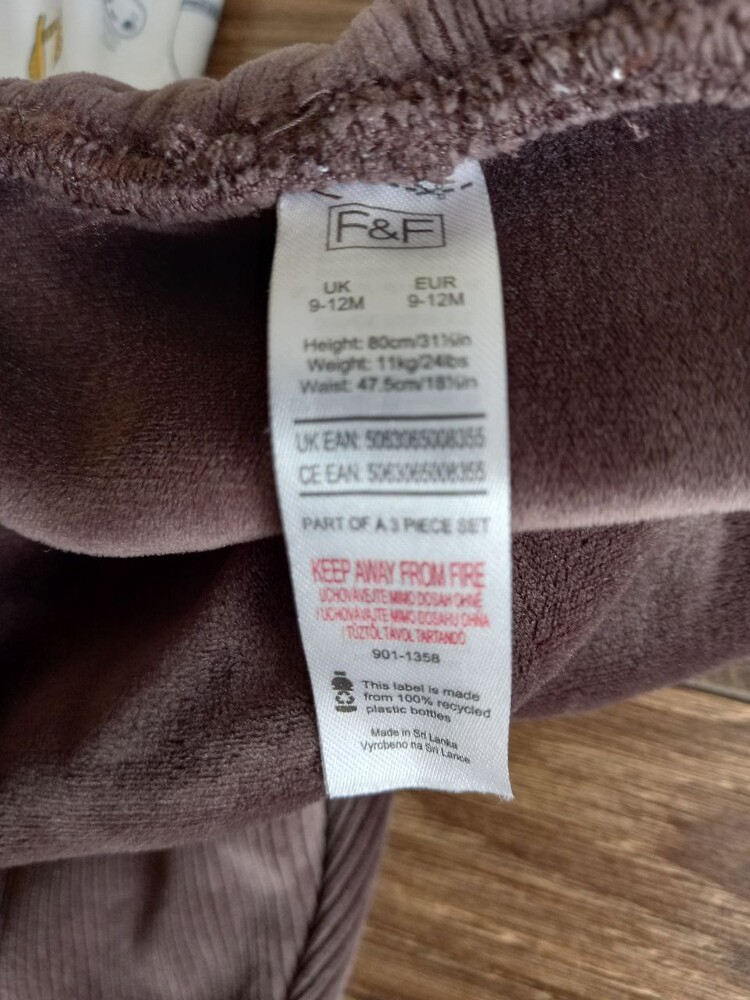 F&F
UK EUR
9-12M 9-12M
Height: 80cm/31½in
Weight: 11kg/24lbs
Waist: 47.5cm/18¾in
UK EAN: 5063065008355
CE EAN: 5063065008355
PART OF A 3 PIECE SET
KEEP AWAY FROM FIRE
UCHOVÁVEJTE MIMO DOSAH OHNĚ
/ UCHOVÁVAJTE MIMO DOSAHU OHŇA
/ TŰZTŐL TÁVOL TARTANDÓ
901-1358
This label is made
from 100% recycled
plastic bottles
Made in Sri Lanka
Vyrobeno na Srí Lance